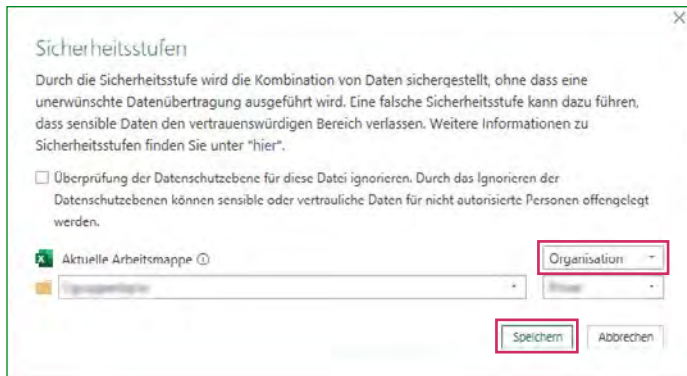 Sicherheitsstufen
Durch die Sicherheitsstufe wird die Kombination von Daten sichergestellt, ohne dass eine
unerwünschte Datenübertragung ausgeführt wird. Eine falsche Sicherheitsstufe kann dazu führen,
dass sensible Daten den vertrauenswürdigen Bereich verlassen. Weitere Informationen zu
Sicherheitsstufen finden Sie unter "hier".
Überprüfung der Datenschutzebene für diese Datei ignorieren. Durch das Ignorieren der
Datenschutzebenen können sensible oder vertrauliche Daten für nicht autorisierte Personen offengelegt
werden.
Aktuelle Arbeitsmappe Organisation
Speichern Abbrechen